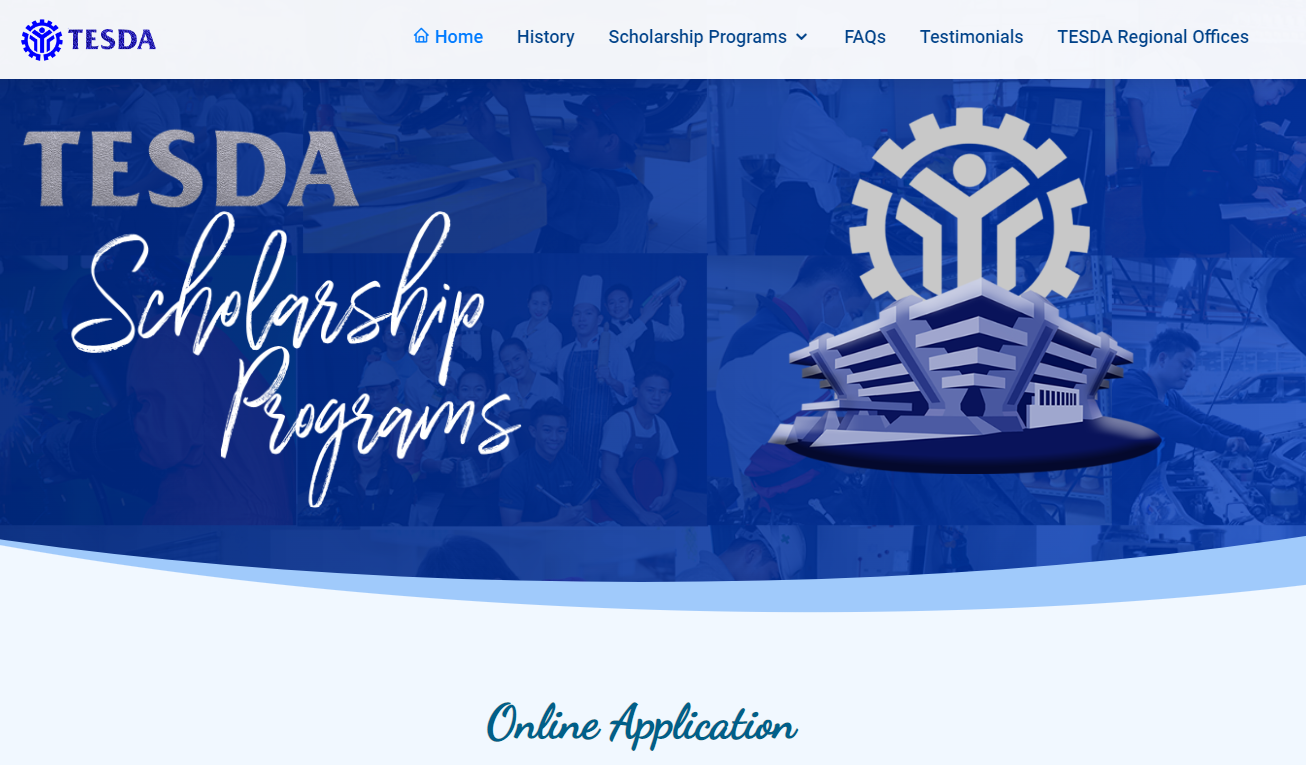 TESDA
Home History Scholarship Programs FAQs Testimonials TESDA Regional Offices
TESDA
Scholarship
Programs
Online Application